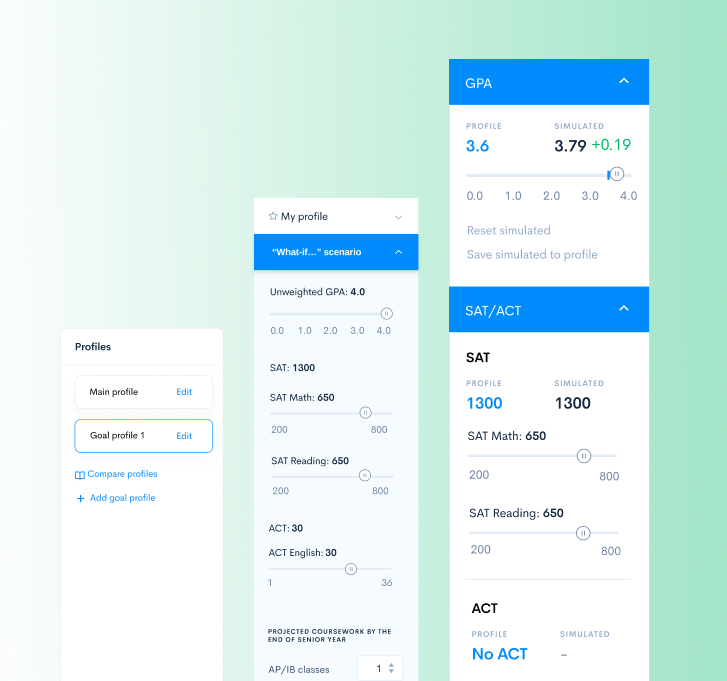 Profiles
Main profile Edit
Goal profile 1 Edit
Compare profiles
+ Add goal profile
My profile
“What-if...” scenario
Unweighted GPA: 4.0
0.0 1.0 2.0 3.0 4.0
SAT: 1300
SAT Math: 650
200 800
SAT Reading: 650
200 800
ACT: 30
ACT English: 30
1 36
PROJECTED COURSEWORK BY THE
END OF SENIOR YEAR
AP/IB classes 1
GPA
PROFILE SIMULATED
3.6 3.79 +0.19
0.0 1.0 2.0 3.0 4.0
Reset simulated
Save simulated to profile
SAT/ACT
SAT
PROFILE SIMULATED
1300 1300
SAT Math: 650
200 800
SAT Reading: 650
200 800
ACT
PROFILE SIMULATED
No ACT -